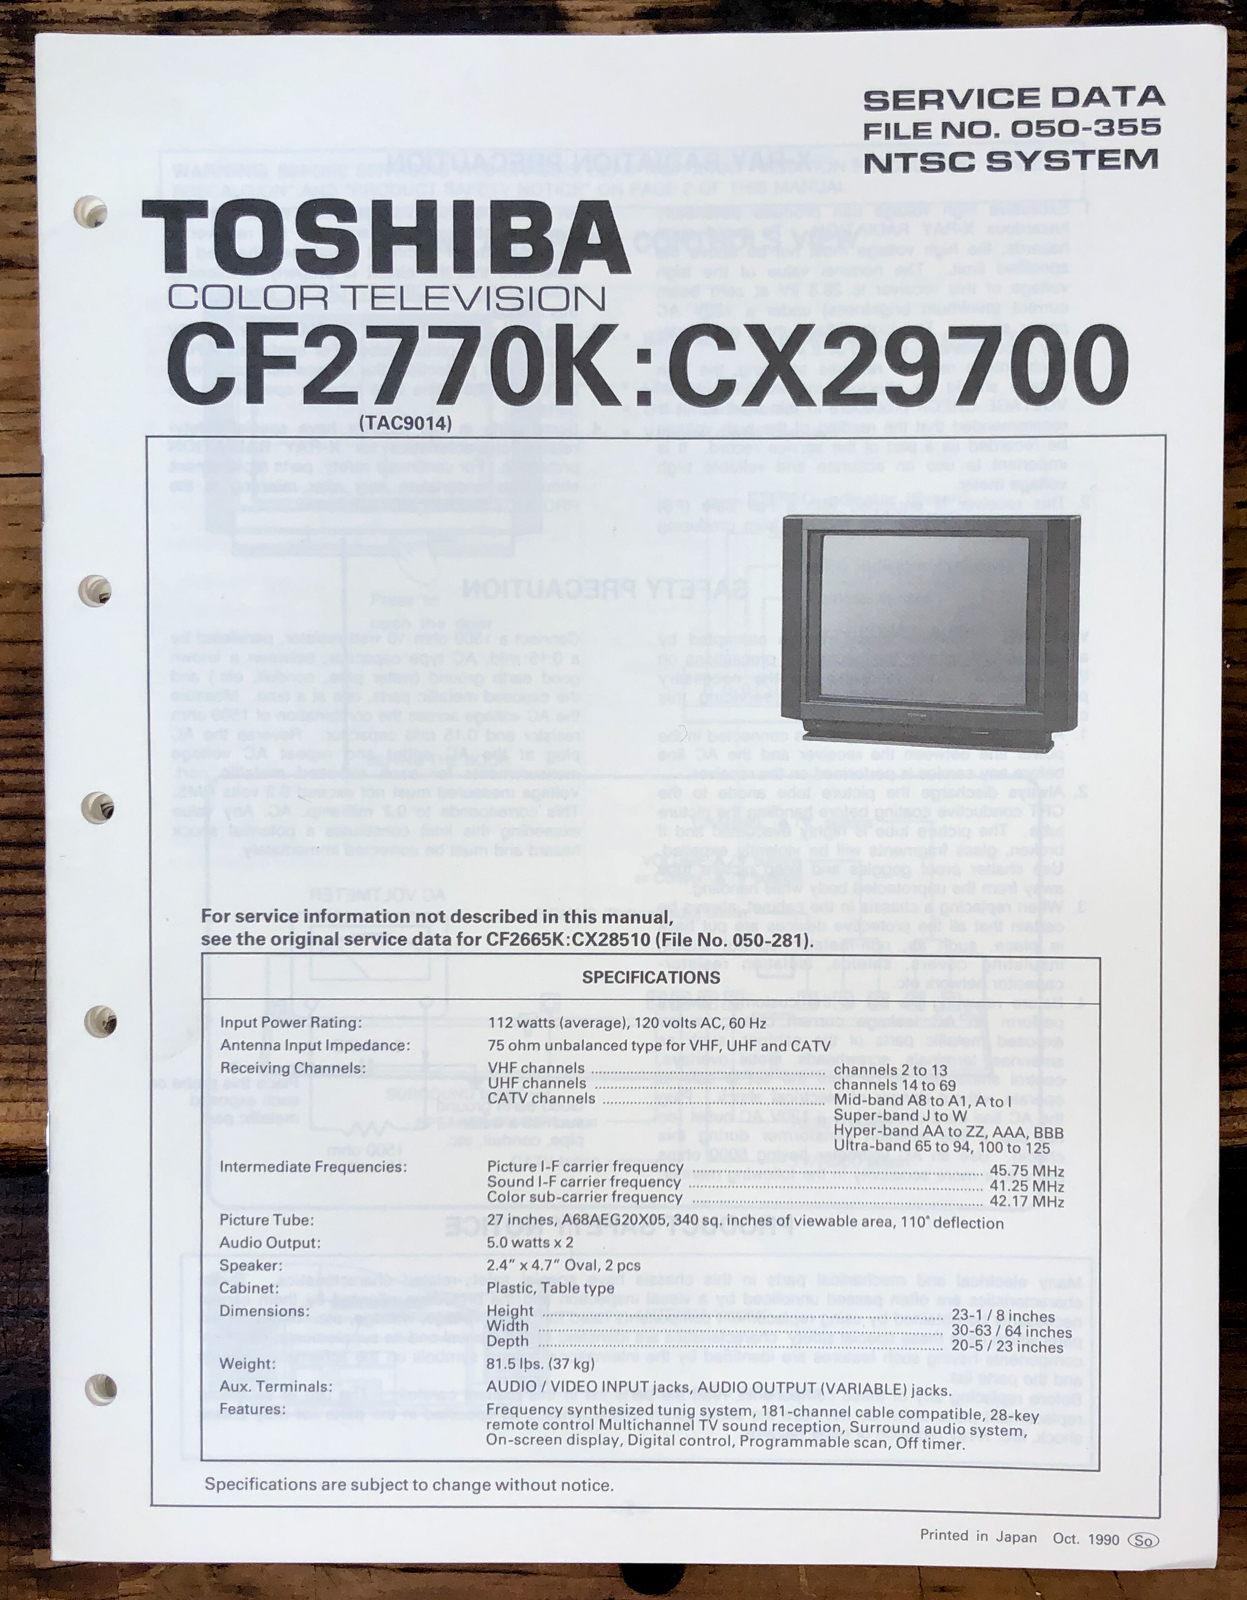 SERVICE DATA
FILE NO. 050-355
NTSC SYSTEM
TOSHIBA
COLOR TELEVISION
CF2770K:CX29700
(TAC9014)
For service information not described in this manual,
see the original service data for CF2665K:CX28510 (File No. 050-281).
SPECIFICATIONS
Input Power Rating: 112 watts (average), 120 volts AC, 60 Hz
Antenna Input Impedance: 75 ohm unbalanced type for VHF, UHF and CATV
Receiving Channels: VHF channels channels 2 to 13
UHF channels channels 14 to 69
CATV channels Mid-band A8 to A1, A to I
Super-band J to W
Hyper-band AA to ZZ, AAA, BBB
Ultra-band 65 to 94, 100 to 125
Intermediate Frequencies: Picture I-F carrier frequency 45.75 MHz
Sound I-F carrier frequency 41.25 MHz
Color sub-carrier frequency 42.17 MHz
Picture Tube: 27 inches, A68AEG20X05, 340 sq. inches of viewable area, 110° deflection
Audio Output: 5.0 watts x 2
Speaker: 2.4" x 4.7" Oval, 2 pcs
Cabinet: Plastic, Table type
Dimensions: Height 23-1 / 8 inches
Width 30-63 / 64 inches
Depth 20-5 / 23 inches
Weight: 81.5 lbs. (37 kg)
Aux. Terminals: AUDIO / VIDEO INPUT jacks, AUDIO OUTPUT (VARIABLE) jacks.
Features: Frequency synthesized tunig system, 181-channel cable compatible, 28-key
remote control Multichannel TV sound reception, Surround audio system,
On-screen display, Digital control, Programmable scan, Off timer.
Specifications are subject to change without notice.
Printed in Japan Oct. 1990 So